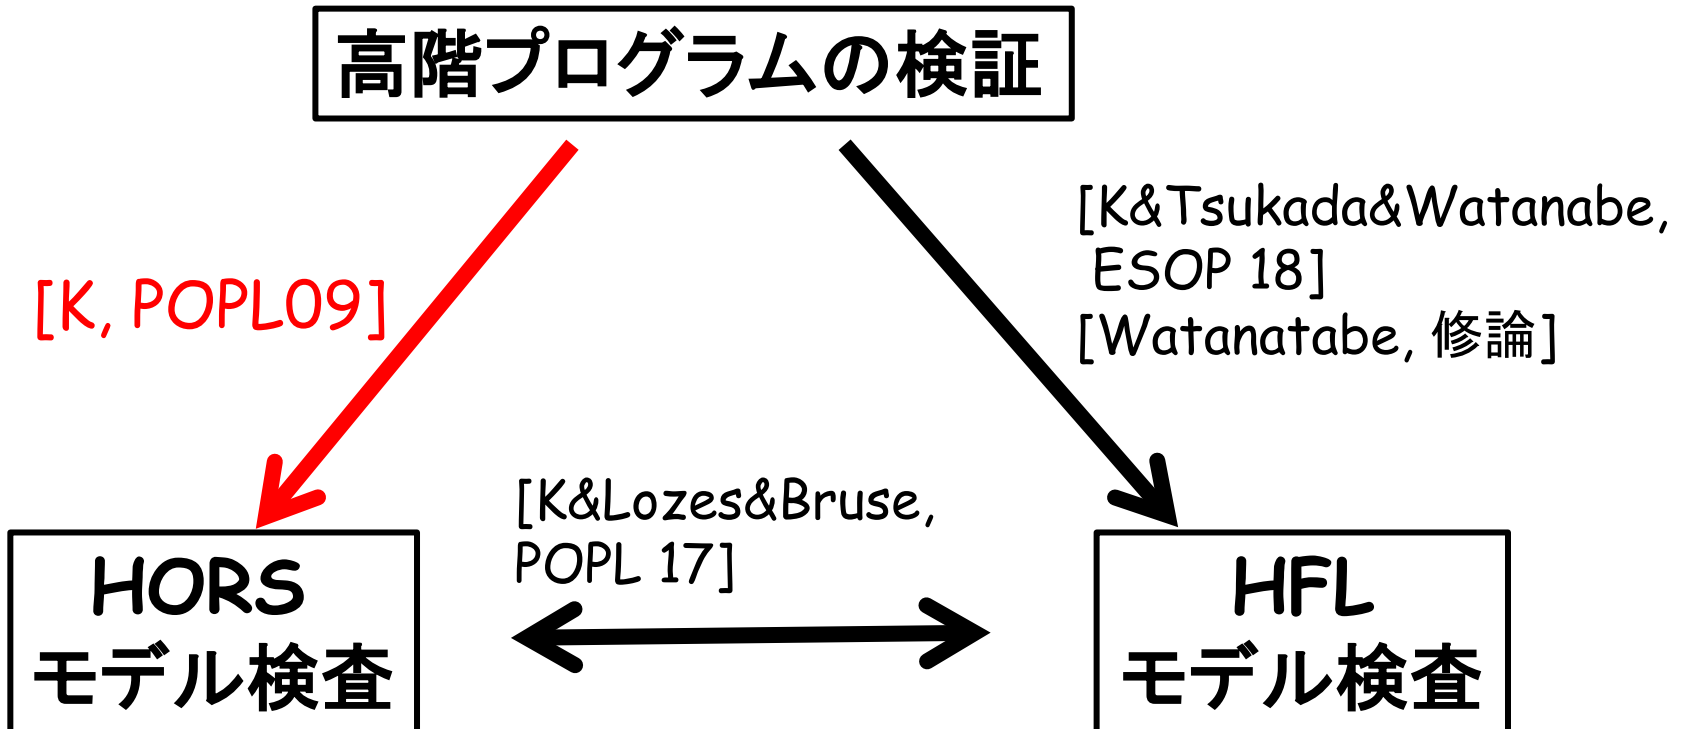 高階プログラムの検証
[K&Tsukada&Watanabe,
ESOP 18]
[Watanatabe, 修論]
[K, POPL09]
[K&Lozes&Bruse,
POPL 17]
HORS
モデル検査
HFL
モデル検査